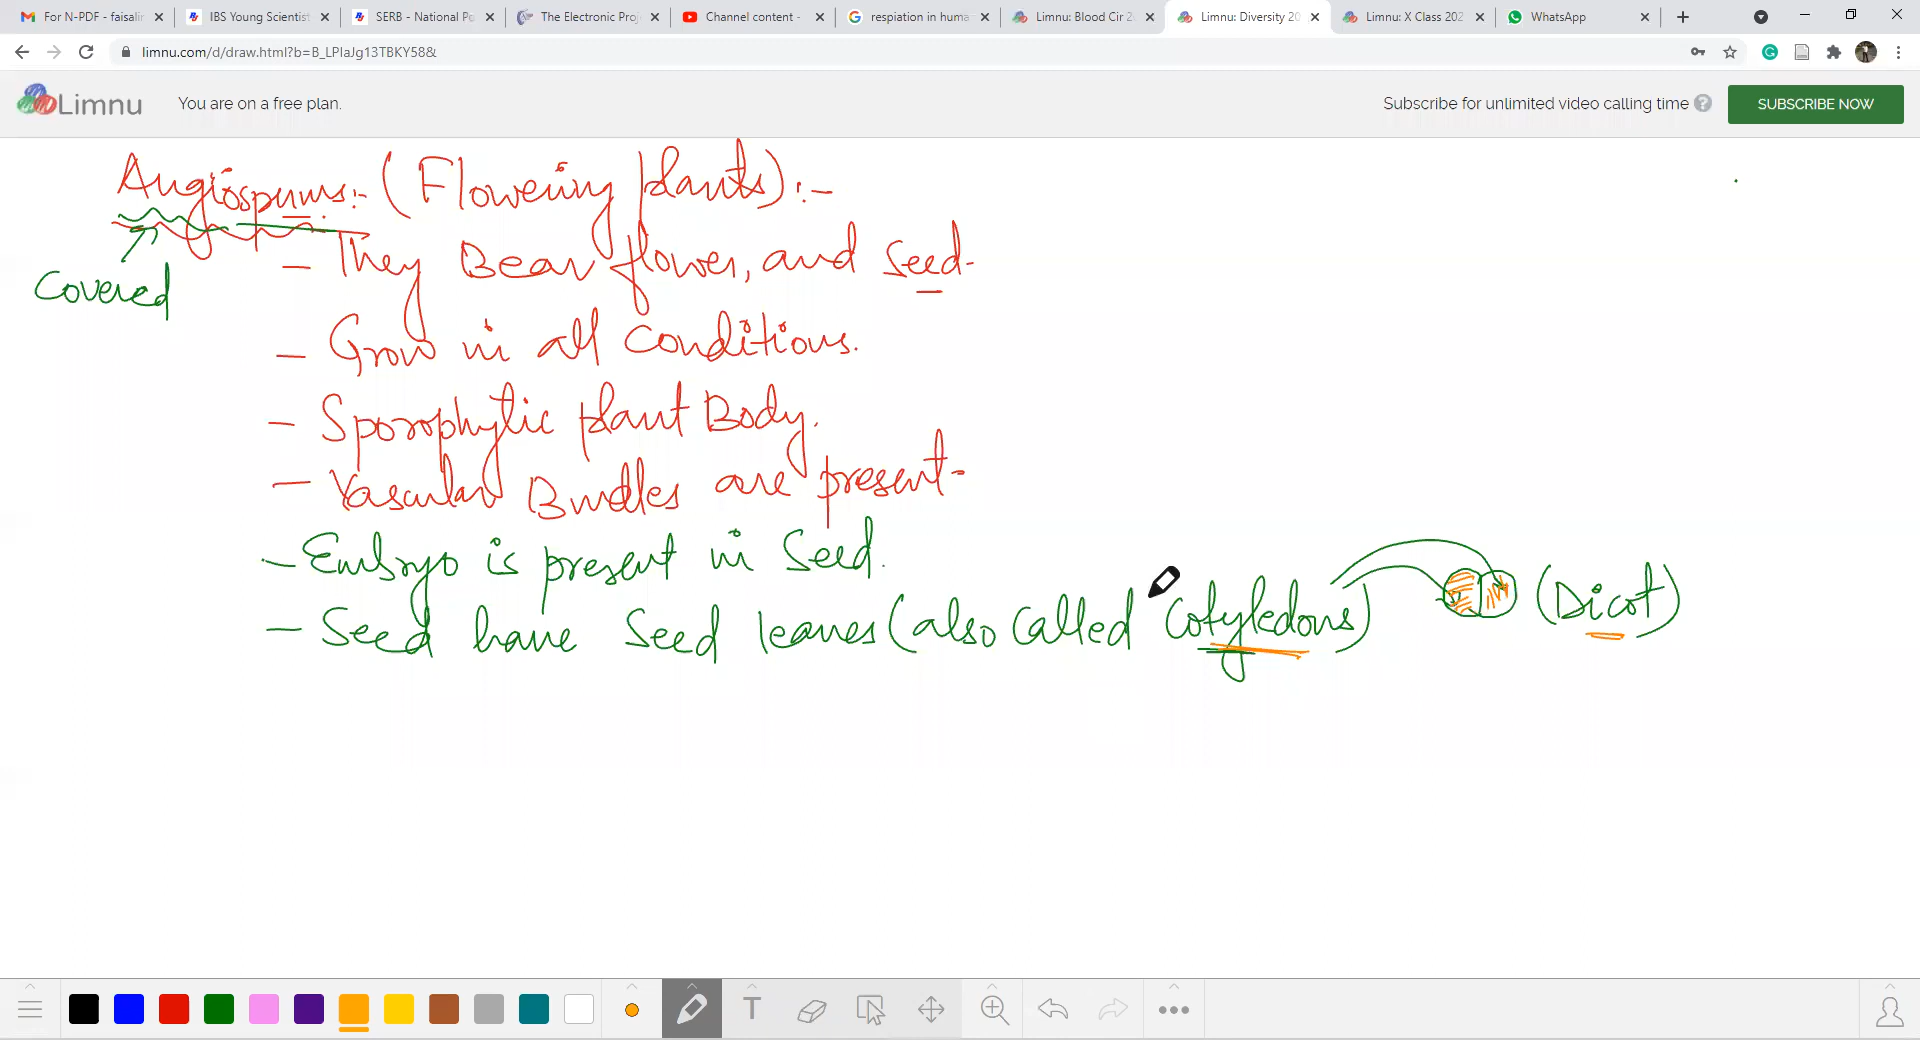 For N-PDF - faisalir
IBS Young Scientist
SERB - National Po
The Electronic Proj
Channel content -
respiation in huma
Limnu: Blood Cir 2
Limnu: Diversity 20
Limnu: X Class 202
WhatsApp
limnu.com/d/draw.html?b=B_LPIaJg13TBKY58&
Limnu
You are on a free plan.
Subscribe for unlimited video calling time ?
SUBSCRIBE NOW
Angiosperms:- (Flowering plants):-
Covered
- They Bear flower, and Seed-
- Grow in all conditions.
- Sporophytic plant Body.
- Vascular Bundles are present-
- Embryo is present in Seed.
- Seed have Seed leaves (also called Cotyledons) (Dicot)
T